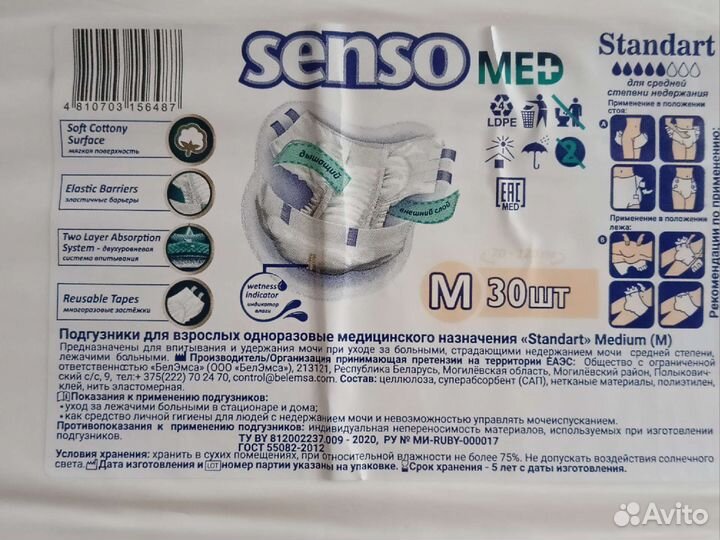 senso MED
Standart
для средней
степени недержания
4 810703 156487
Soft Cottony
Surface
мягкая поверхность
Elastic Barriers
эластичные барьеры
Two Layer Absorption
System - двухуровневая
система впитывания
Reusable Tapes
многоразовые застёжки
дышащий
внешний слой
wetness
indicator
индикатор
влаги
4
LDPE
2
EAC
MED
M 30шт
Применение в положении
стоя:
A
Применение в положении
лежа:
B
Рекомендации по применению:
Подгузники для взрослых одноразовые медицинского назначения «Standart» Medium (M)
Предназначены для впитывания и удержания мочи при уходе за больными, страдающими недержанием мочи средней степени,
лежачими больными. Производитель/Организация принимающая претензии на территории ЕАЭС: Общество с ограниченной
ответственностью «БелЭмса» (ООО «БелЭмса»), 213121, Республика Беларусь, Могилёвская область, Могилёвский район, Полыкович-
ский с/с, 9, тел.:+ 375(222) 70 24 70, control@belemsa.com. Состав: целлюлоза, суперабсорбент (САП), нетканые материалы, полиэтилен,
клей, нить эластомерная.
Показания к применению подгузников:
•уход за лежачими больными в стационаре и дома;
•как средство личной гигиены для людей с недержанием мочи и невозможностью управлять мочеиспусканием.
Противопоказания к применению подгузников: индивидуальная непереносимость материалов, используемых при изготовлении
подгузников.
ТУ BY 812002237.009 - 2020, РУ № МИ-RUBY-000017
ГОСТ 55082-2012
Условия хранения: хранить в сухих помещениях, при относительной влажности не более 75%. Не допускать воздействия солнечного
света. Дата изготовления и LOT номер партии указаны на упаковке. Срок хранения - 5 лет с даты изготовления.
Avito